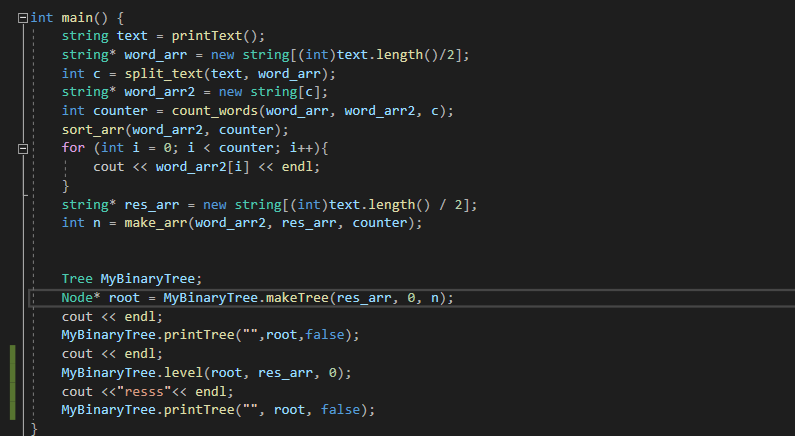 int main() {
string text = printText();
string* word_arr = new string[(int)text.length()/2];
int c = split_text(text, word_arr);
string* word_arr2 = new string[c];
int counter = count_words(word_arr, word_arr2, c);
sort_arr(word_arr2, counter);
for (int i = 0; i < counter; i++){
cout << word_arr2[i] << endl;
}
string* res_arr = new string[(int)text.length() / 2];
int n = make_arr(word_arr2, res_arr, counter);
Tree MyBinaryTree;
Node* root = MyBinaryTree.makeTree(res_arr, 0, n);
cout << endl;
MyBinaryTree.printTree("",root,false);
cout << endl;
MyBinaryTree.level(root, res_arr, 0);
cout <<"resss"<< endl;
MyBinaryTree.printTree("", root, false);
}